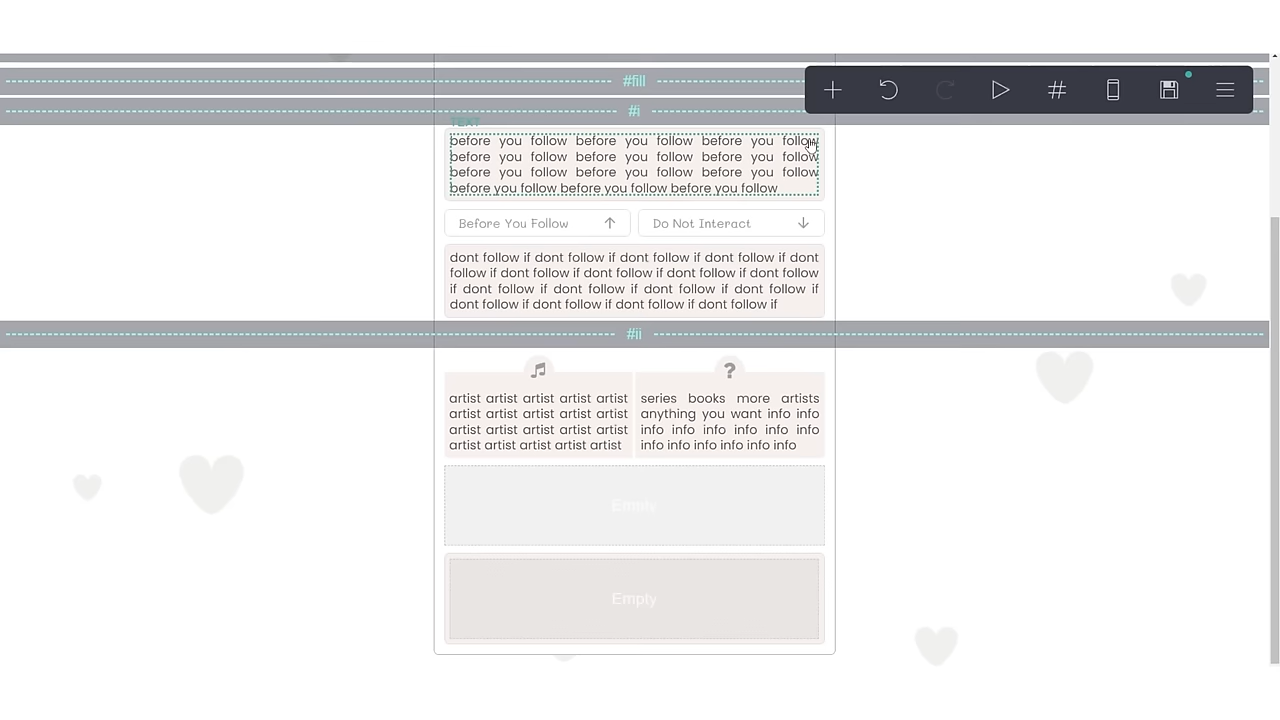 #fill
#i
TEXT
before you follow before you follow before you follow
before you follow before you follow before you follow
before you follow before you follow before you follow
before you follow before you follow before you follow
Before You Follow
Do Not Interact
dont follow if dont follow if dont follow if dont follow if dont
follow if dont follow if dont follow if dont follow if dont follow
if dont follow if dont follow if dont follow if dont follow if
dont follow if dont follow if dont follow if dont follow if
#ii
?
artist artist artist artist artist
artist artist artist artist artist
artist artist artist artist artist
artist artist artist artist artist
series books more artists
anything you want info info
info info info info info info
info info info info info info
Empty
Empty